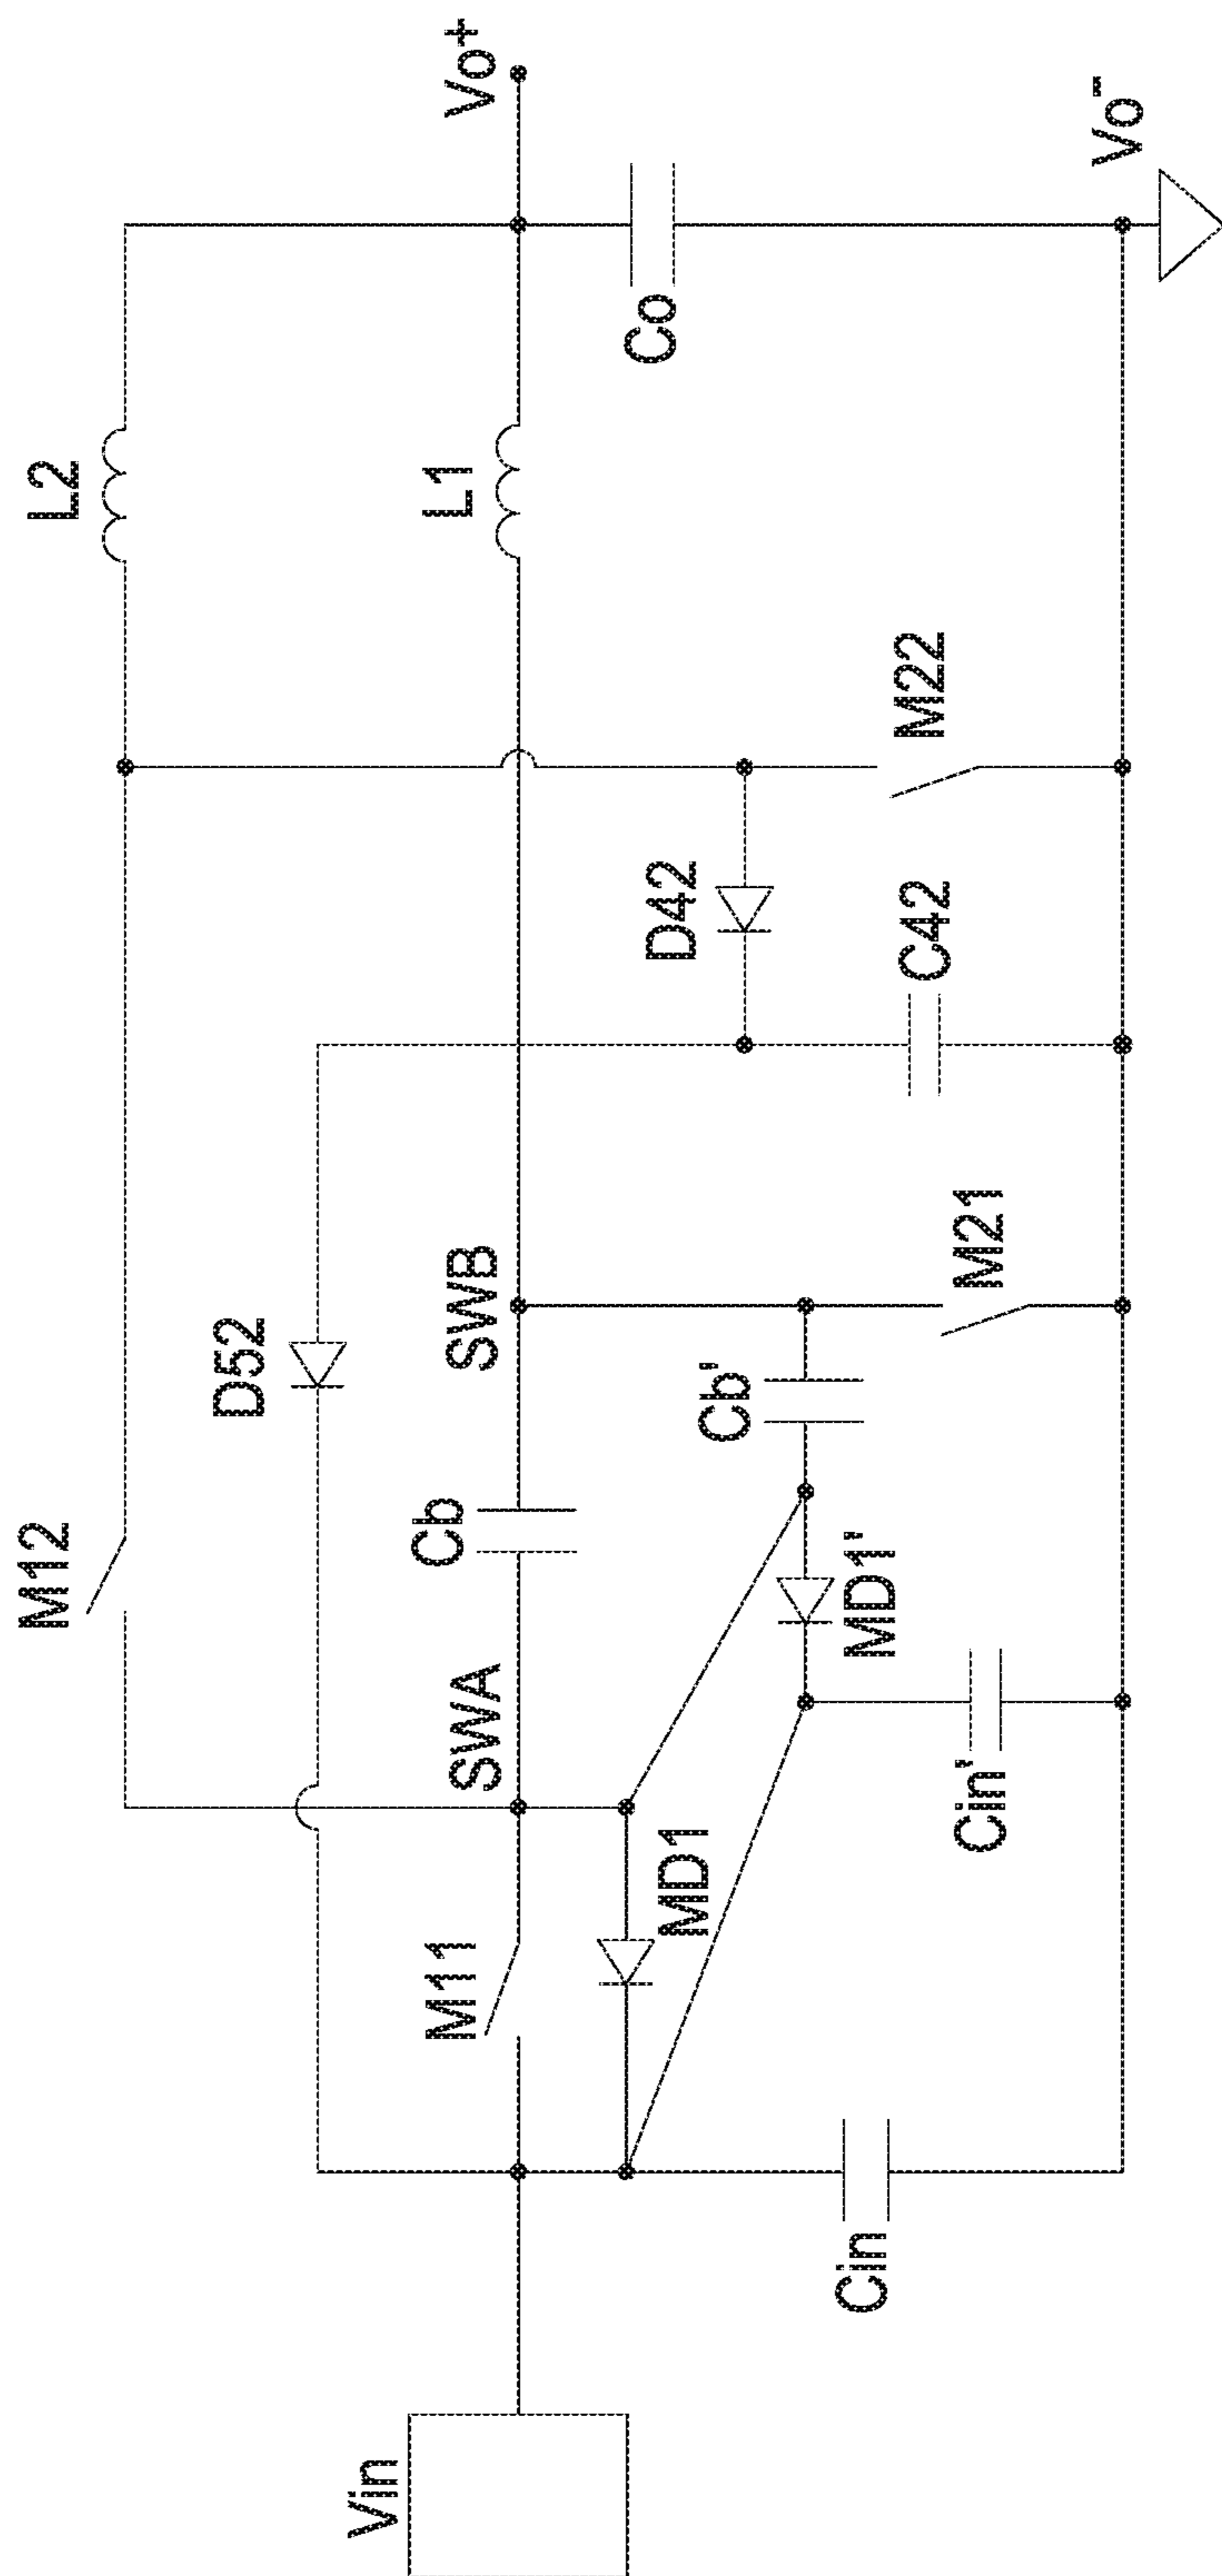 Vin
Cin
M11
MD1
SWA
M12
Cb
D52
SWB
Cin'
MD1'
Cb'
M21
C42
D42
M22
L2
L1
Co
Vo+
Vo-